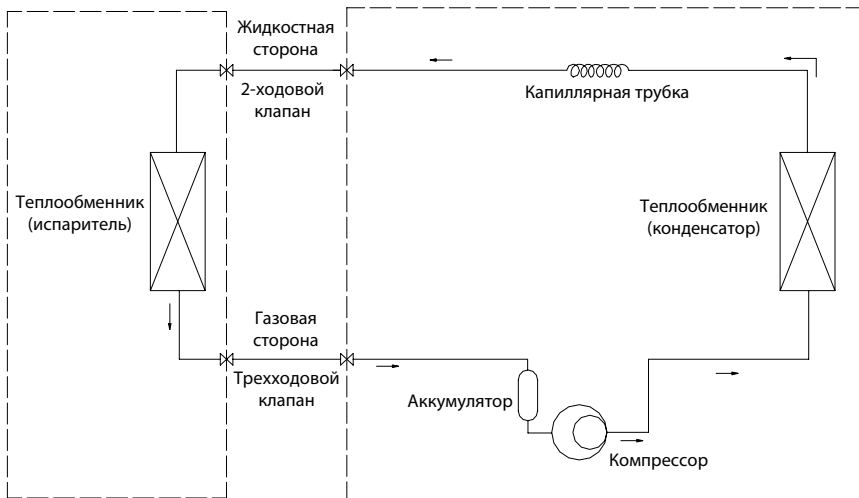 Жидкостная
сторона
2-ходовой
клапан
Капиллярная трубка
Теплообменник
(испаритель)
Теплообменник
(конденсатор)
Газовая
сторона
Трехходовой
клапан
Аккумулятор
Компрессор